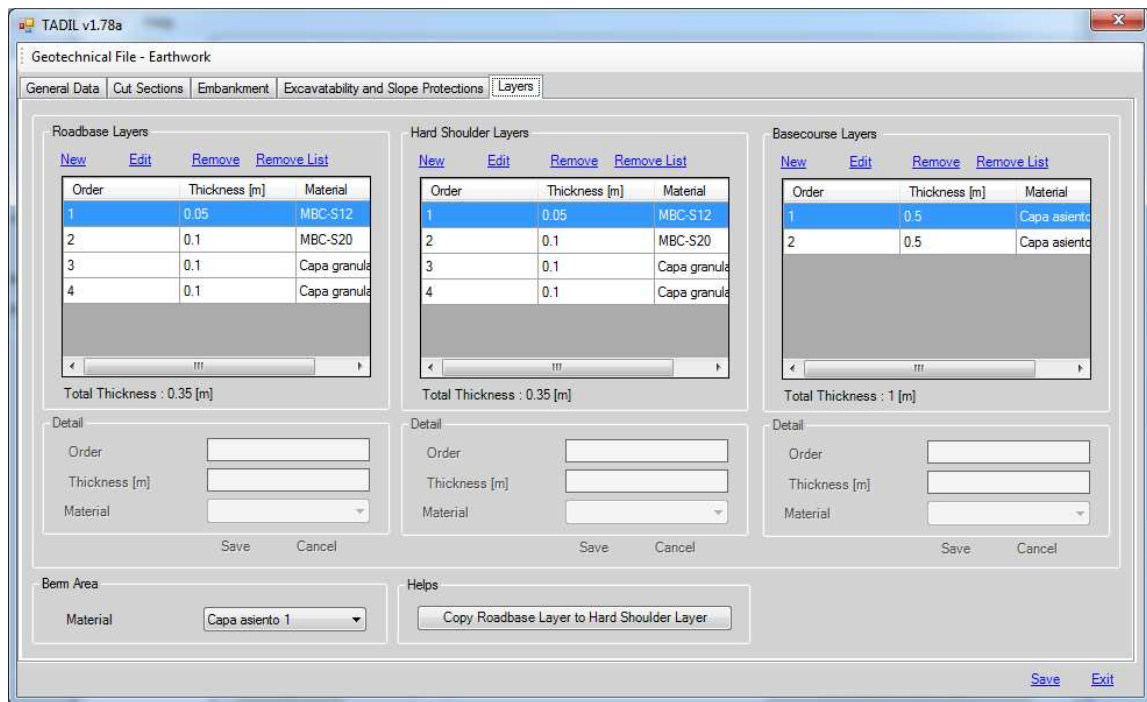 TADIL v1.78a
Geotechnical File - Earthwork
General Data Cut Sections Embankment Excavatability and Slope Protections Layers
Roadbase Layers
New Edit Remove Remove List
Order Thickness [m] Material
1 0.05 MBC-S12
2 0.1 MBC-S20
3 0.1 Capa granula
4 0.1 Capa granula
Total Thickness : 0.35 [m]
Detail
Order
Thickness [m]
Material
Save Cancel
Hard Shoulder Layers
New Edit Remove Remove List
Order Thickness [m] Material
1 0.05 MBC-S12
2 0.1 MBC-S20
3 0.1 Capa granula
4 0.1 Capa granula
Total Thickness : 0.35 [m]
Detail
Order
Thickness [m]
Material
Save Cancel
Basecourse Layers
New Edit Remove Remove List
Order Thickness [m] Material
1 0.5 Capa asiento
2 0.5 Capa asiento
Total Thickness : 1 [m]
Detail
Order
Thickness [m]
Material
Save Cancel
Berm Area
Material Capa asiento 1
Helps
Copy Roadbase Layer to Hard Shoulder Layer
Save Exit